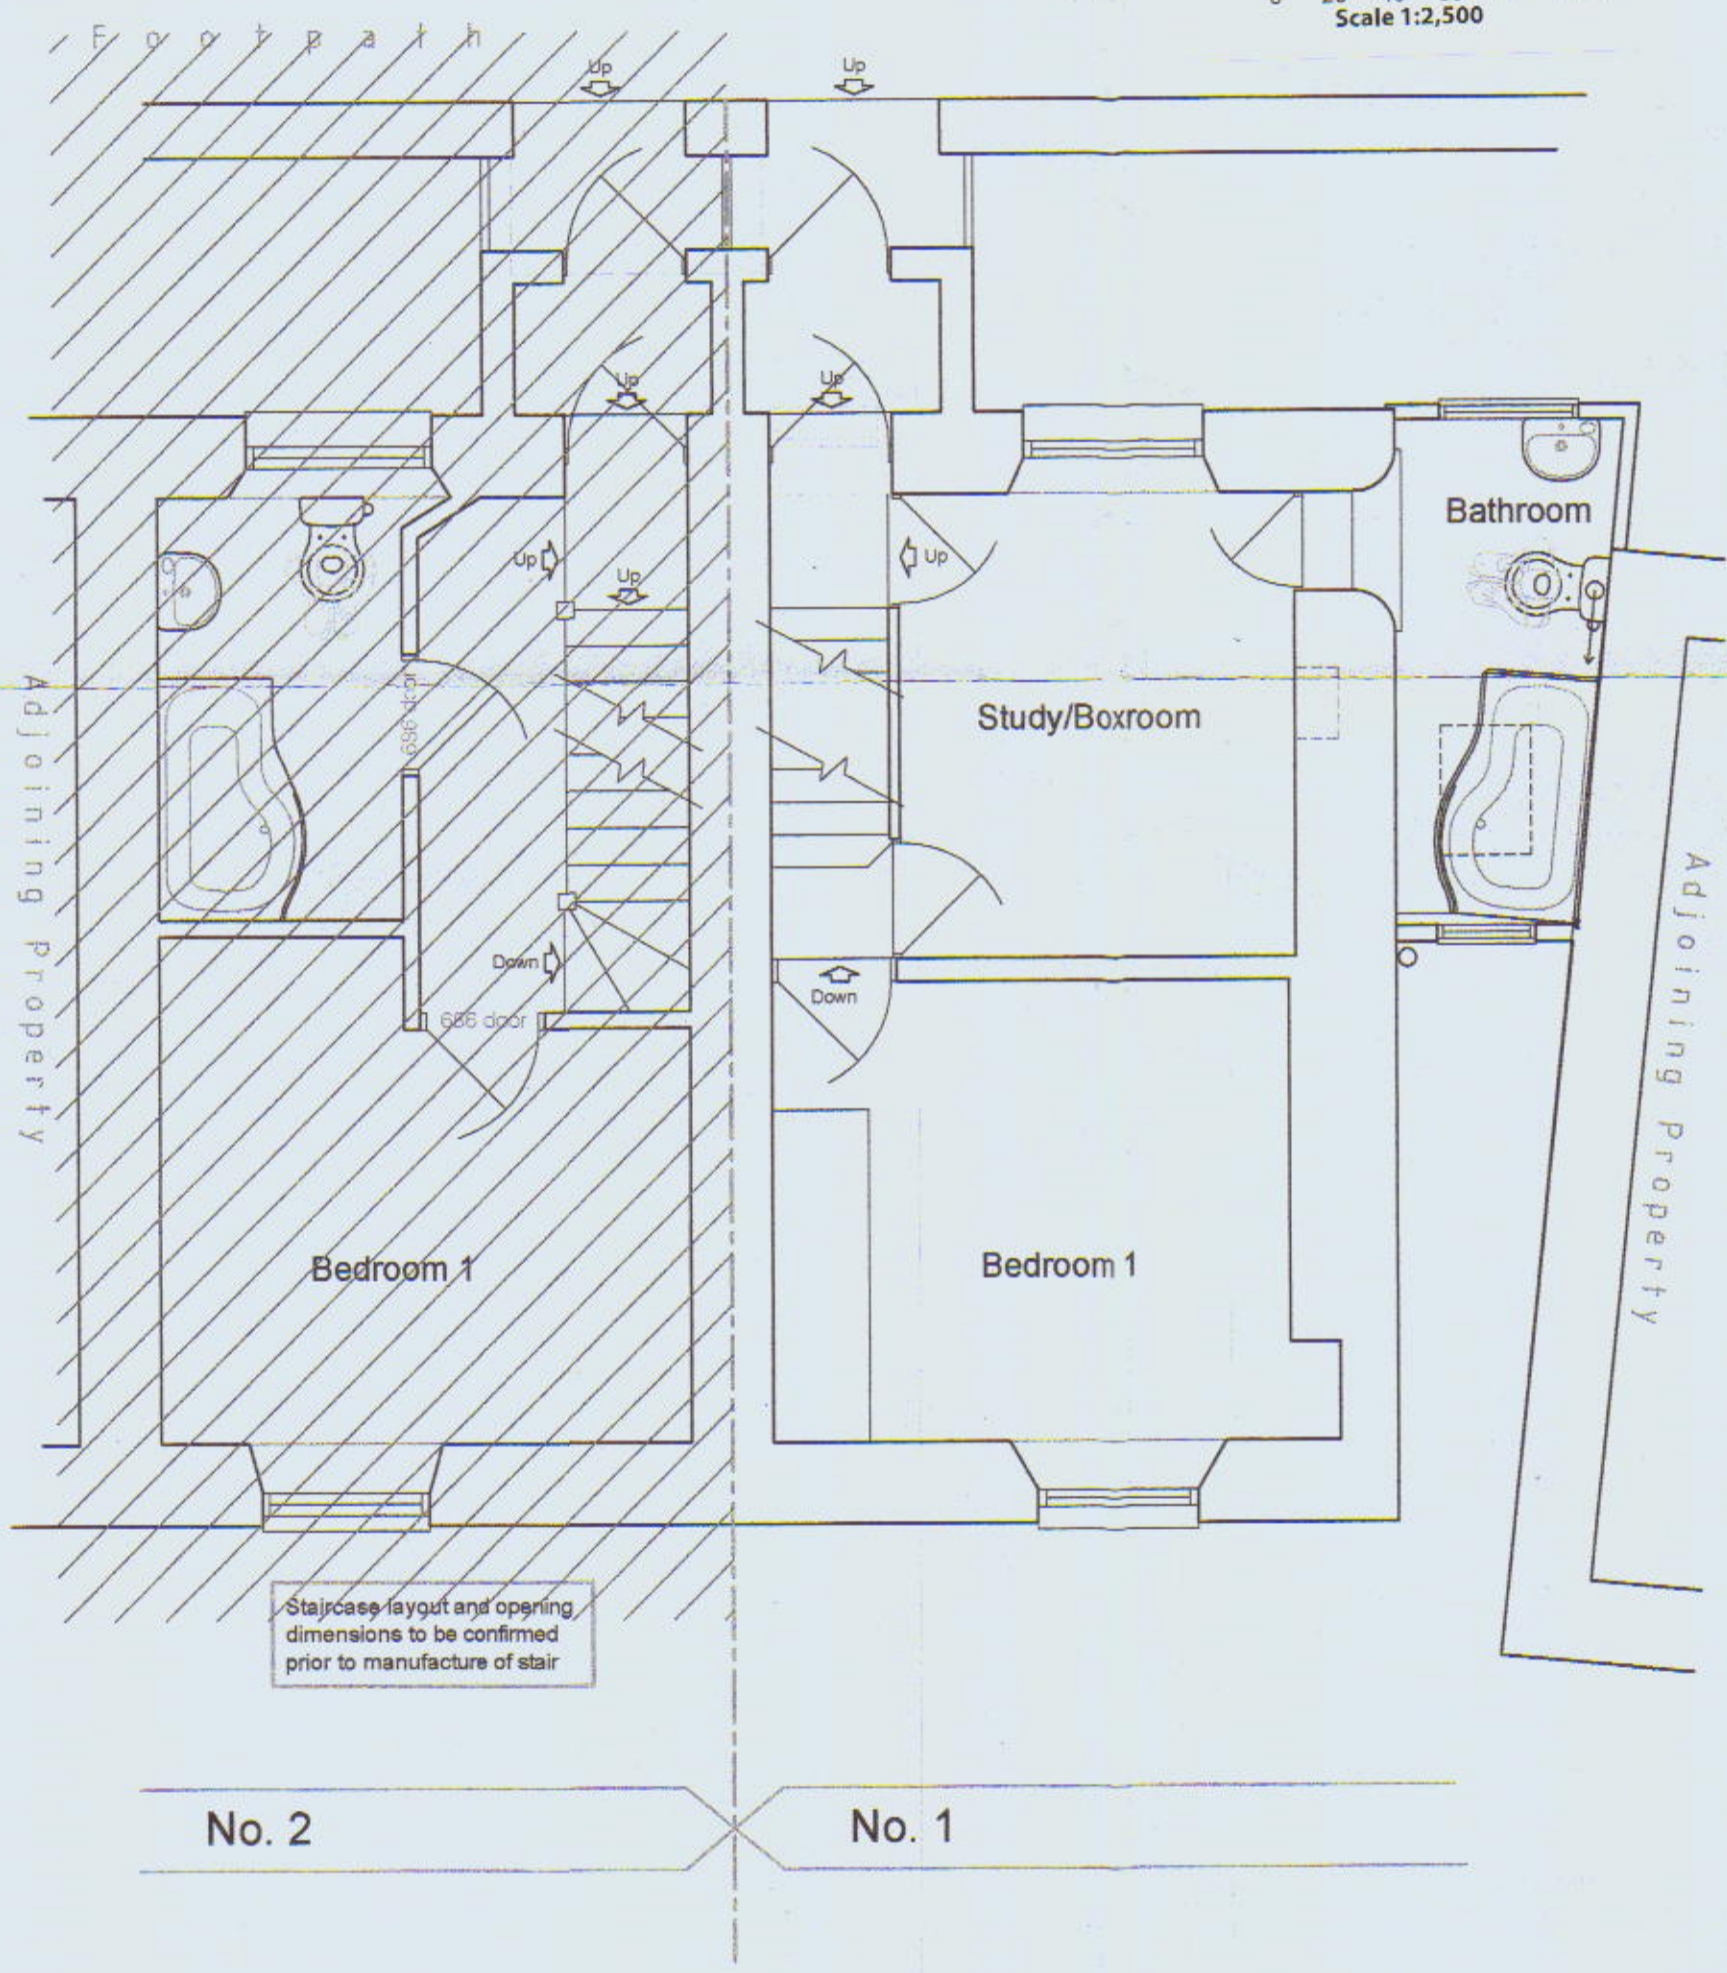 Scale 1:2,500
Footpath
Up
Up
Up
Up
Bathroom
Up
Up
Up
686 door
Study/Boxroom
Adjoining Property
Adjoining Property
Down
Down
686 door
Bedroom 1
Bedroom 1
Staircase layout and opening
dimensions to be confirmed
prior to manufacture of stair
No. 2
No. 1